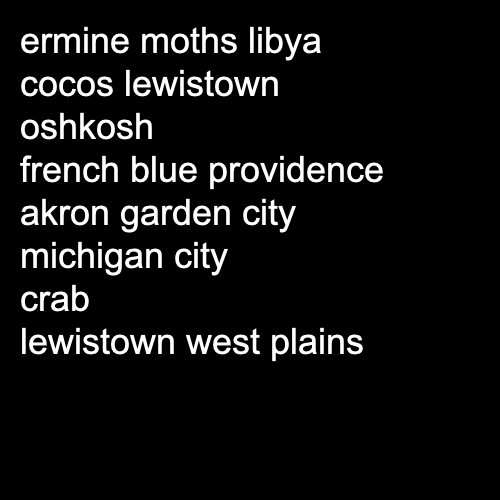 ermine moths libya
cocos lewistown
oshkosh
french blue providence
akron garden city
michigan city
crab
lewistown west plains